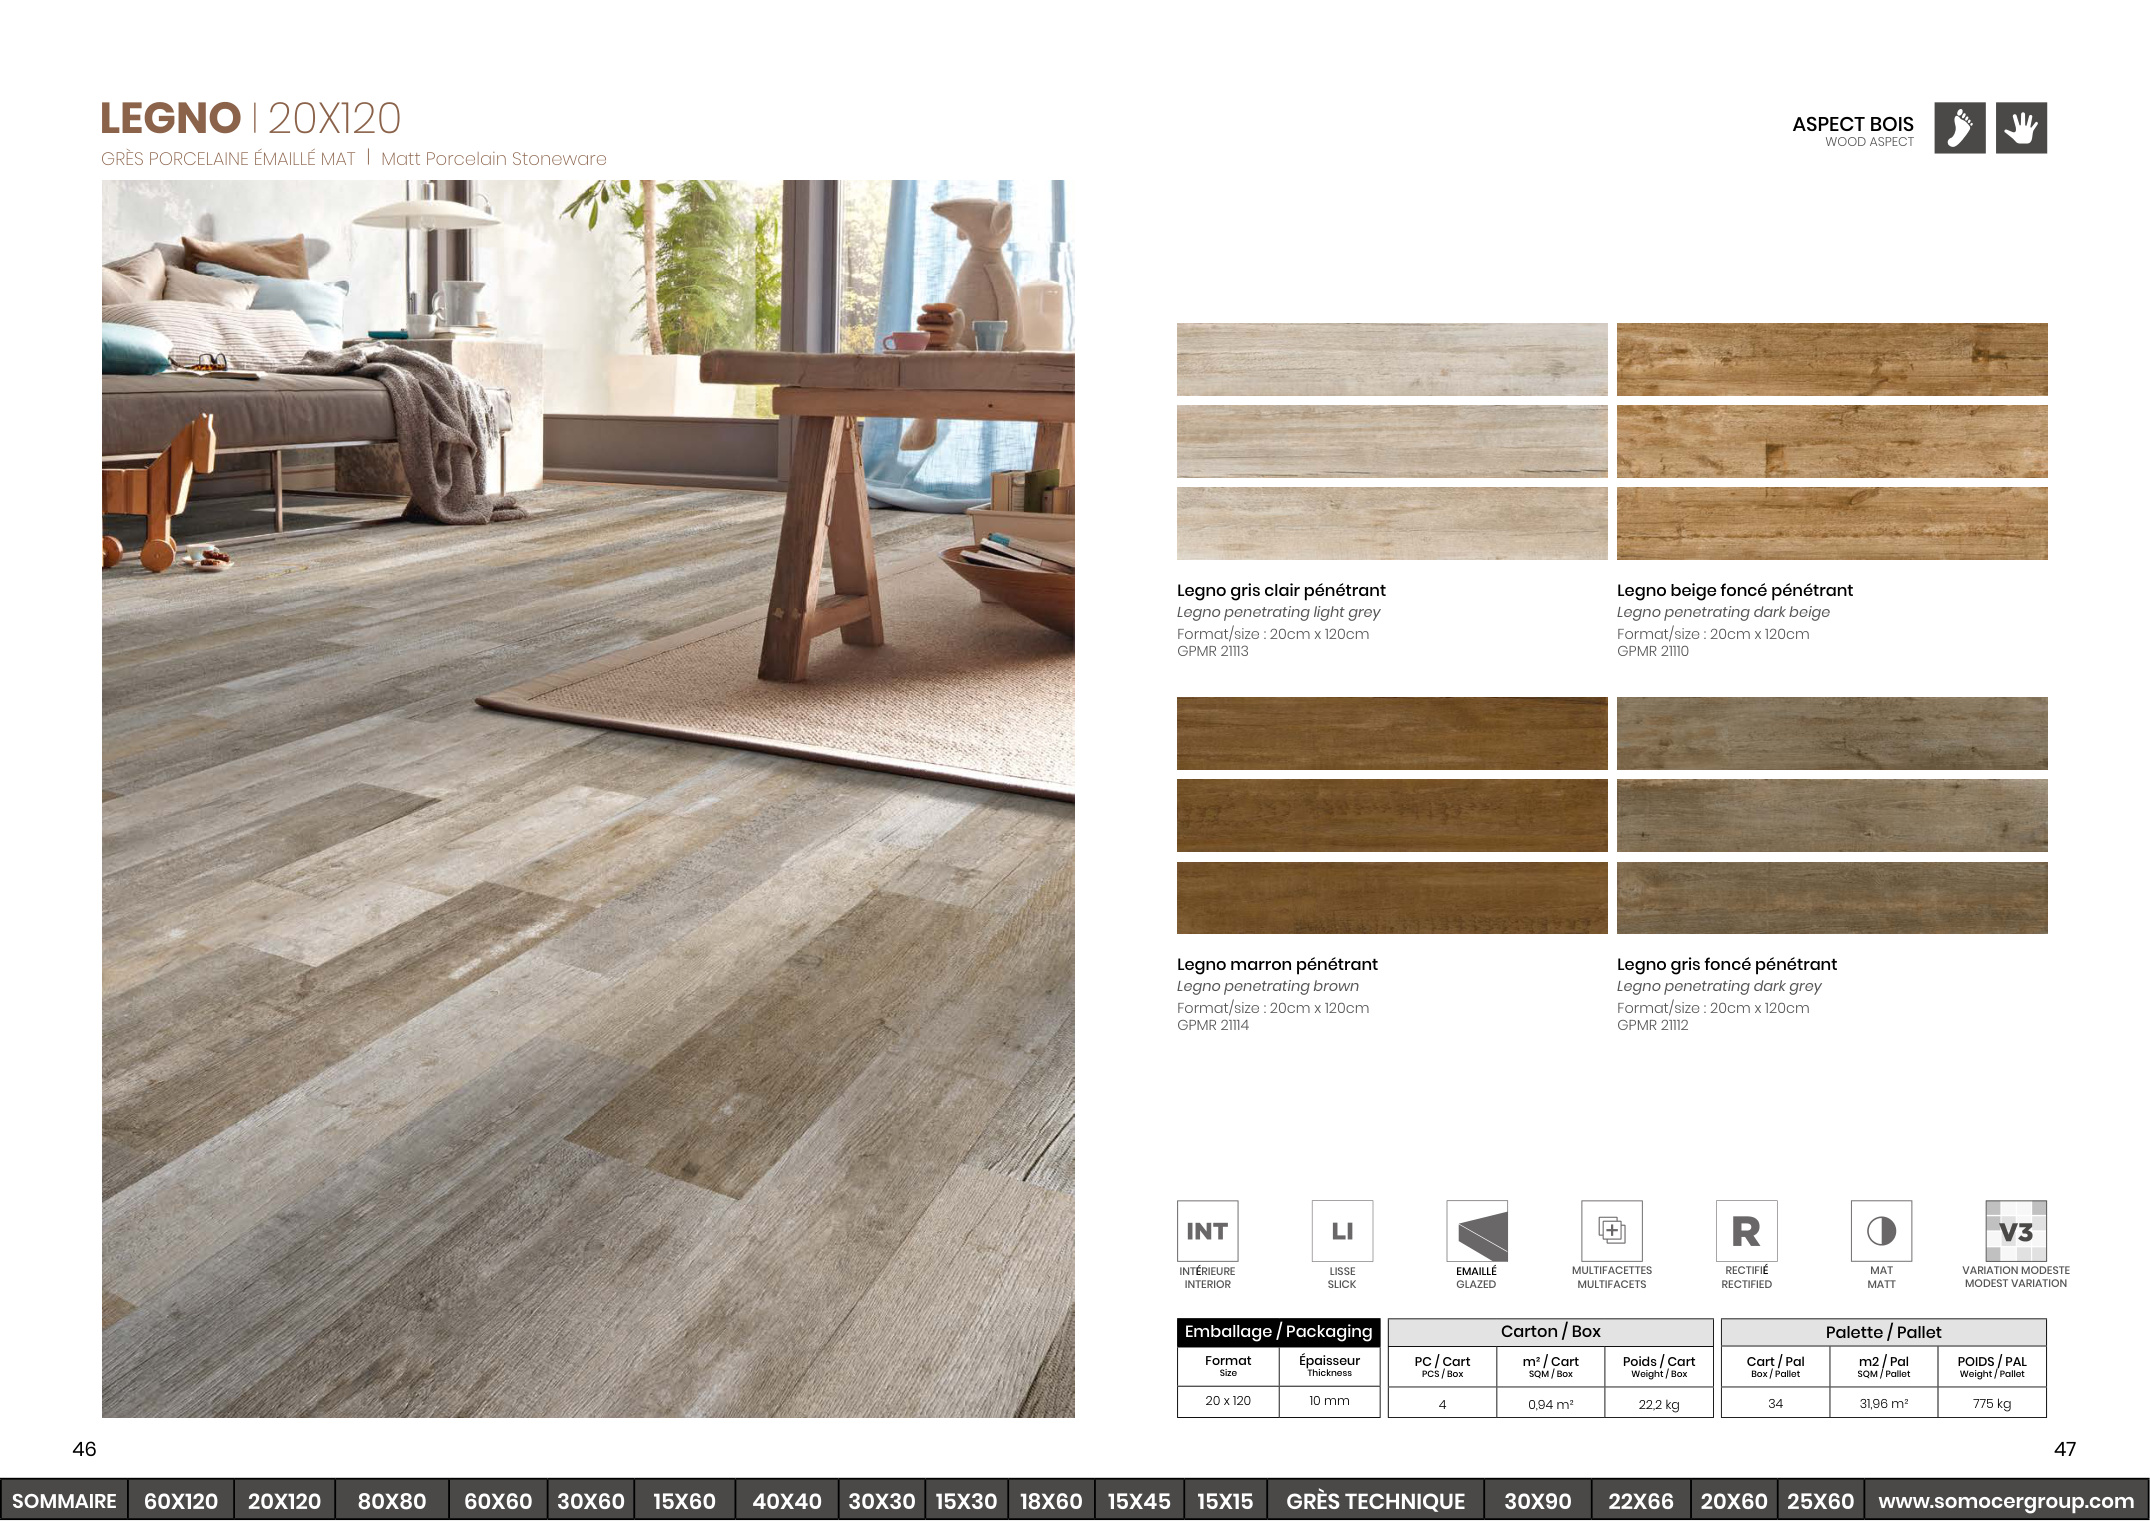 LEGNO | 20X120
GRÈS PORCELAINE ÉMAILLÉ MAT | Matt Porcelain Stoneware
ASPECT BOIS
WOOD ASPECT
Legno gris clair pénétrant
Legno penetrating light grey
Format/size : 20cm x 120cm
GPMR 21113
Legno beige foncé pénétrant
Legno penetrating dark beige
Format/size : 20cm x 120cm
GPMR 21110
Legno marron pénétrant
Legno penetrating brown
Format/size : 20cm x 120cm
GPMR 21114
Legno gris foncé pénétrant
Legno penetrating dark grey
Format/size : 20cm x 120cm
GPMR 21112
INT
INTÉRIEURE
INTERIOR
LI
LISSE
SLICK
EMAILLÉ
GLAZED
MULTIFACETTES
MULTIFACETS
R
RECTIFIÉ
RECTIFIED
MAT
MATT
V3
VARIATION MODESTE
MODEST VARIATION
Emballage / Packaging
Format Épaisseur
Size Thickness
20 x 120 10 mm
Carton / Box
PC / Cart m² / Cart Poids / Cart
PCS / Box SQM / Box Weight / Box
4 0,94 m² 22,2 kg
Palette / Pallet
Cart / Pal m2 / Pal POIDS / PAL
Box / Pallet SQM / Pallet Weight / Pallet
34 31,96 m² 775 kg
46
47
SOMMAIRE 60X120 20X120 80X80 60X60 30X60 15X60 40X40 30X30 15X30 18X60 15X45 15X15 GRÈS TECHNIQUE 30X90 22X66 20X60 25X60 www.somocergroup.com